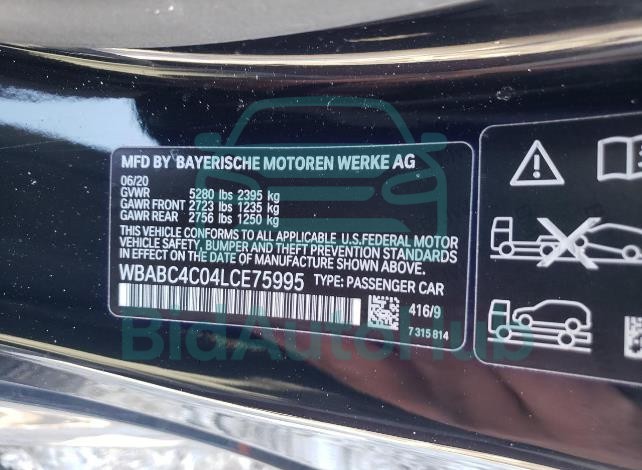 MFD BY BAYERISCHE MOTOREN WERKE AG
06/20
GVWR 5280 lbs 2395 kg
GAWR FRONT 2723 lbs 1235 kg
GAWR REAR 2756 lbs 1250 kg
THIS VEHICLE CONFORMS TO ALL APPLICABLE U.S.FEDERAL MOTOR
VEHICLE SAFETY, BUMPER AND THEFT PREVENTION STANDARDS
IN EFFECT ON THE DATE OF MANUFACTURE SHOWN ABOVE.
WBABC4C04LCE75995 TYPE: PASSENGER CAR
416/9
7 315 814
BidAutoHub